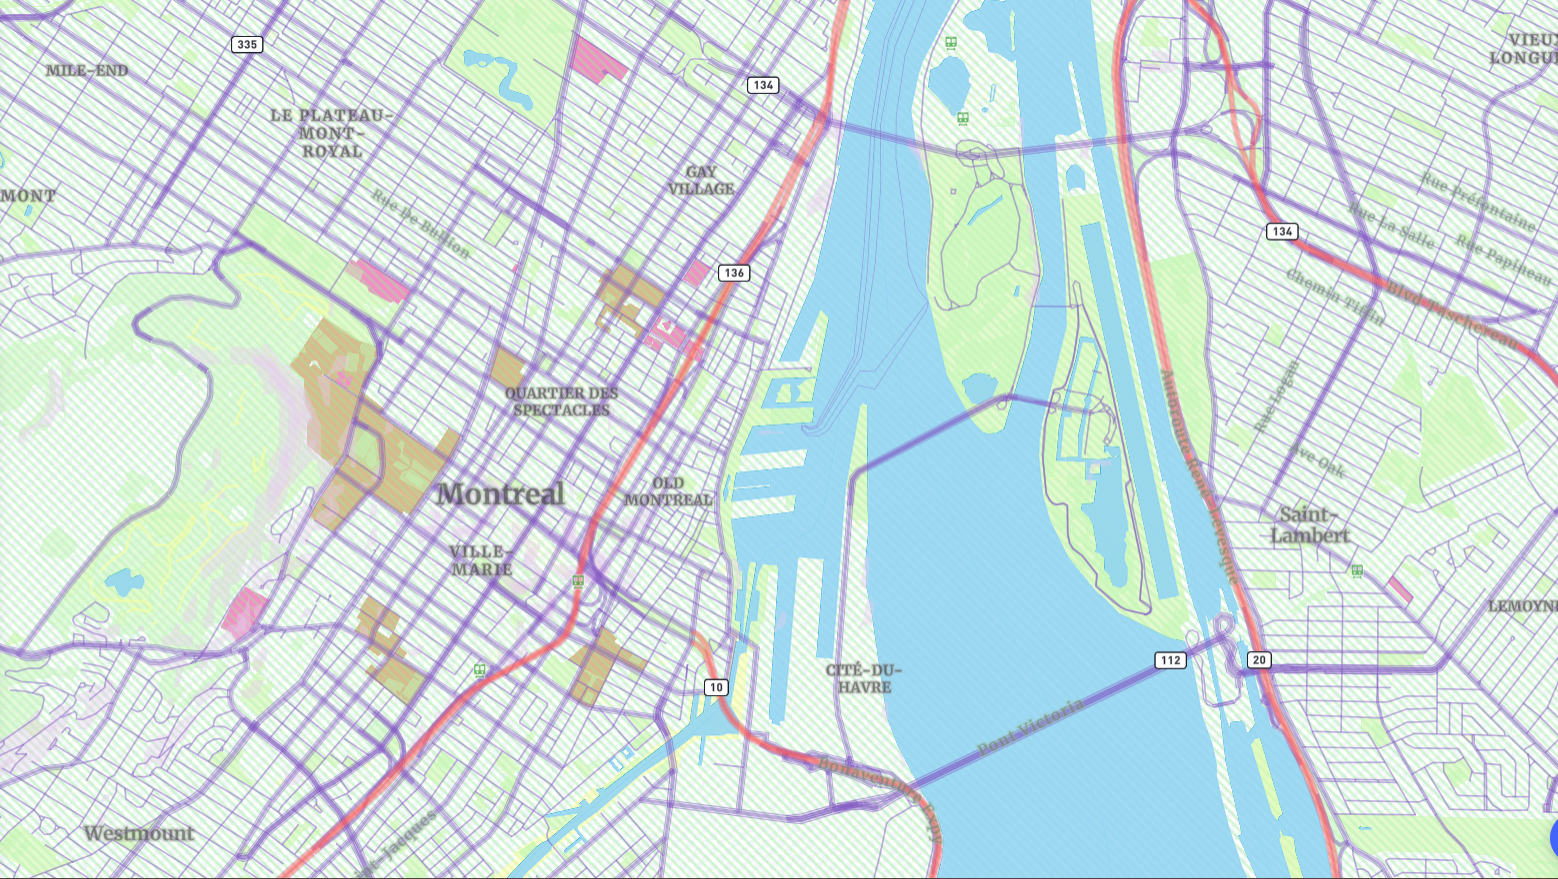 335
MILE-END
VIEUX
LONGU
134
LE PLATEAU-
MONT-
ROYAL
GAY
VILLAGE
MONT
Rue De Bullion
Rue Préfontaine
Rue La Salle
Rue Papineau
134
136
Chemin Tiffin
Blvd Taschereau
QUARTIER DES
SPECTACLES
Rue Logan
Autoroute René-Lévesque
Ave Oak
Montreal
OLD
MONTREAL
Saint-
Lambert
VILLE-
MARIE
LEMOYNE
112
20
CITÉ-DU-
HAVRE
10
Pont Victoria
Bonaventure Expy
Westmount
nt-Jacques